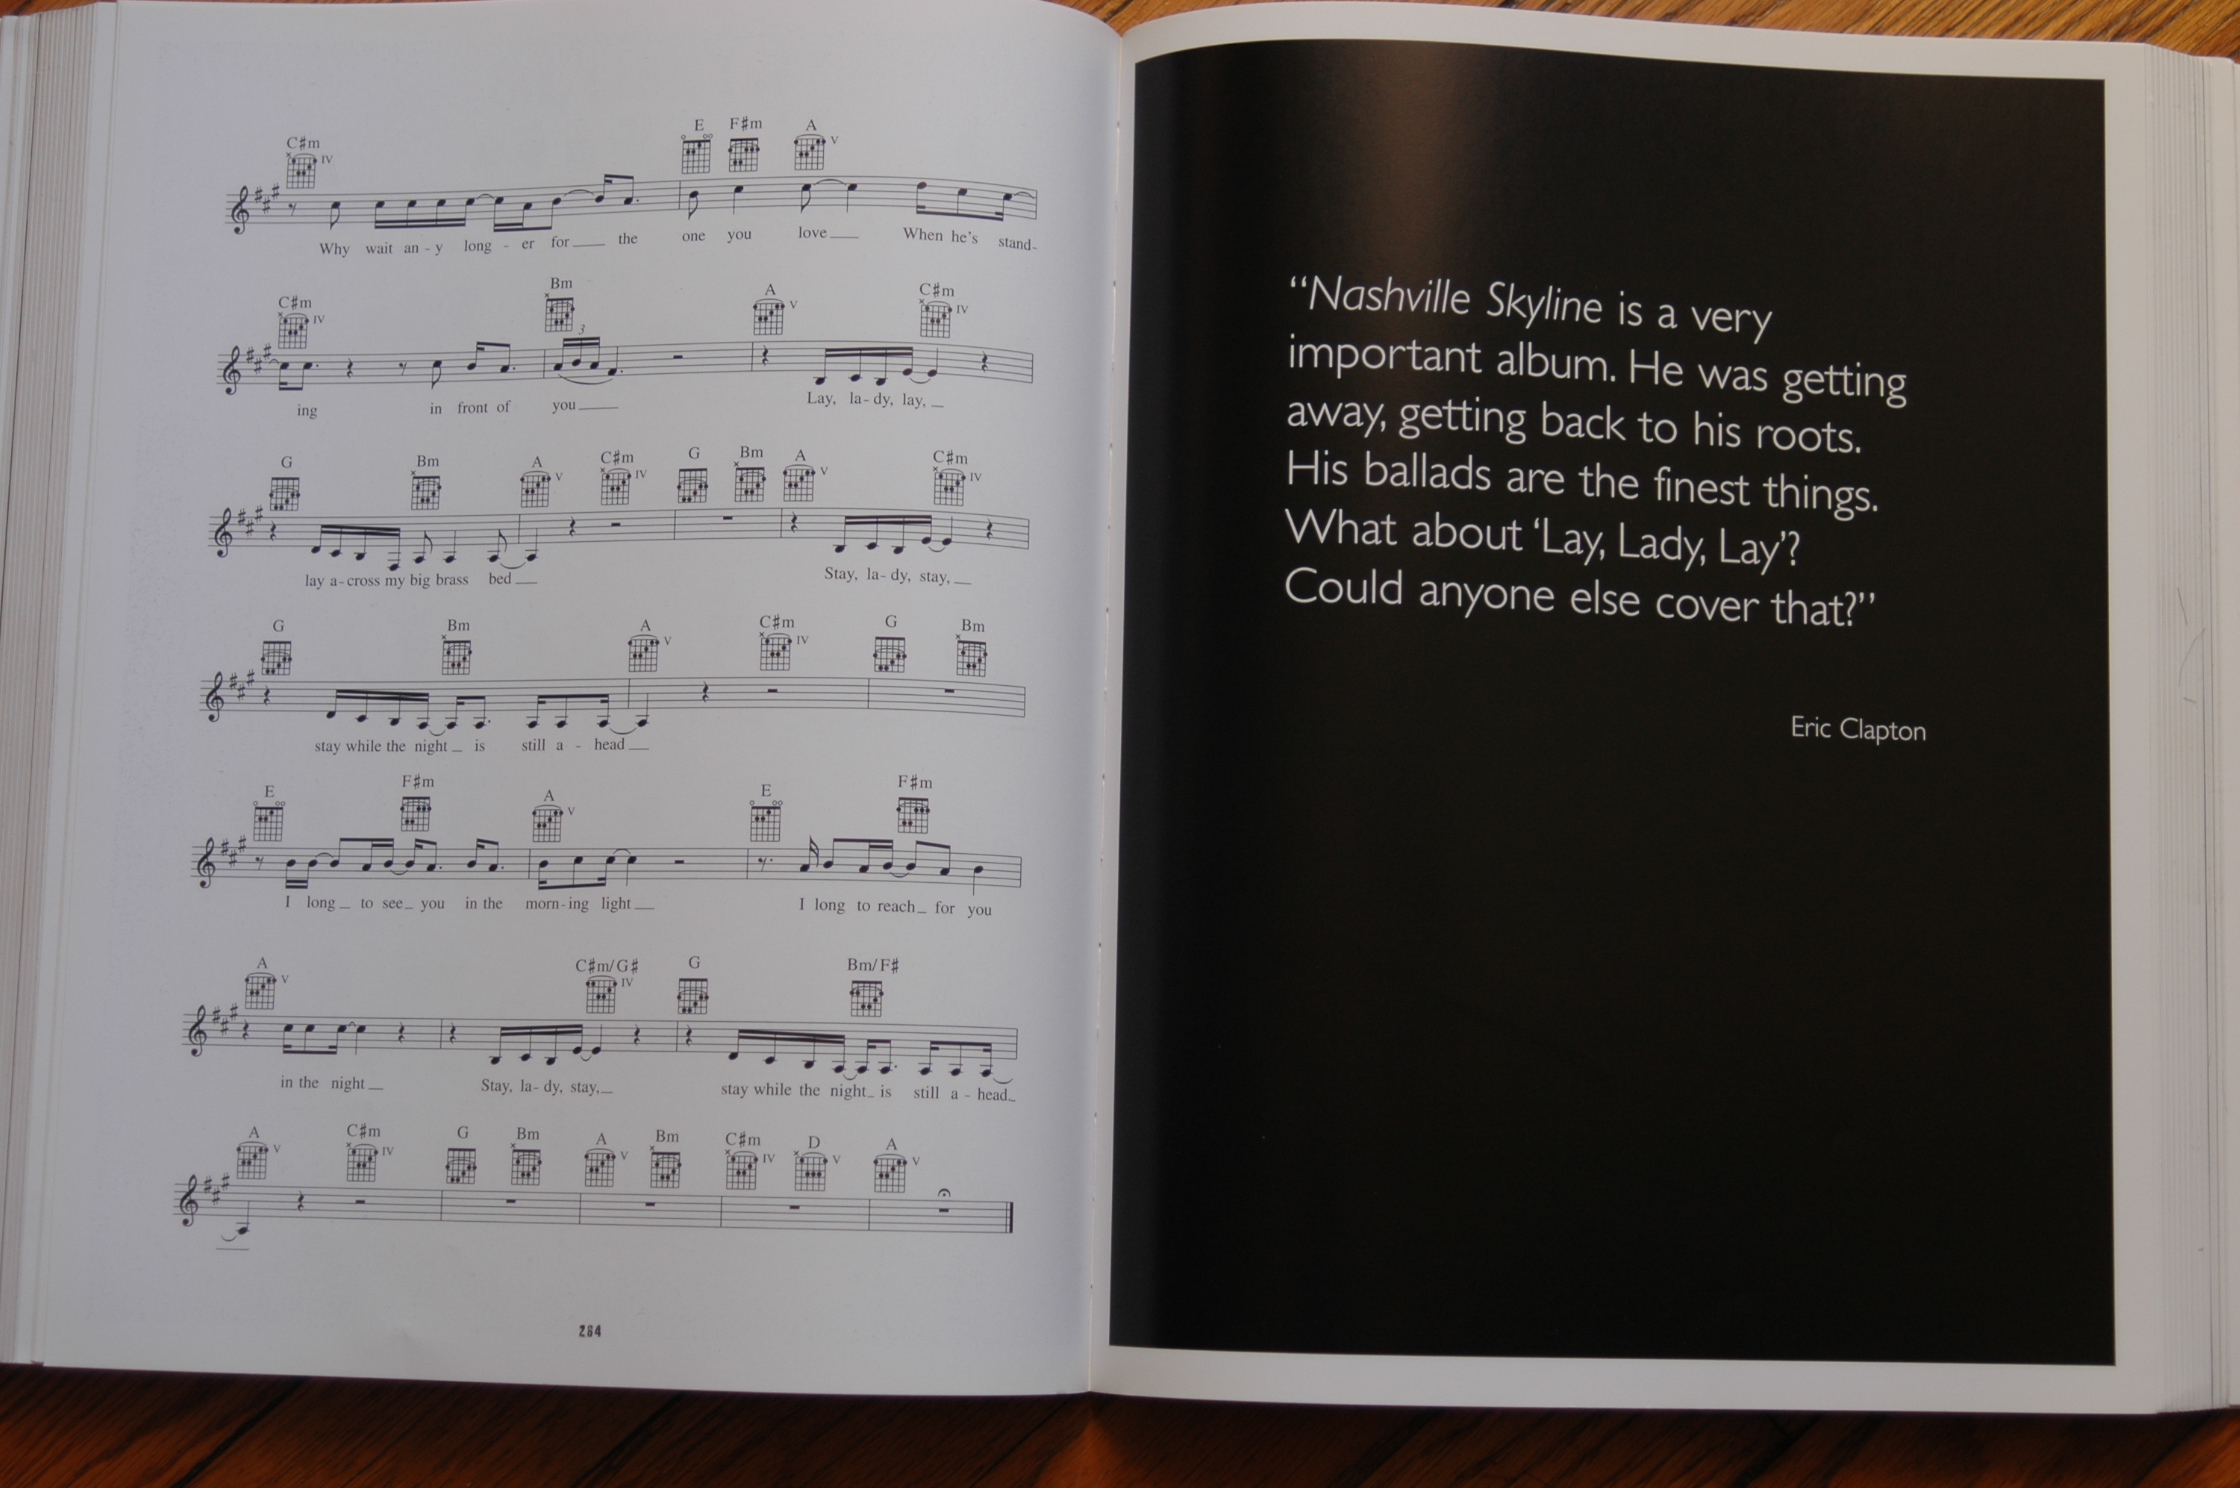 C#m E F#m A
IV V
Why wait an - y long - er for the one you love When he's stand-
C#m Bm A C#m
IV 3 V IV
ing in front of you Lay, la- dy, lay,
G Bm A C#m G Bm A C#m
V IV V IV
lay a-cross my big brass bed Stay, la- dy, stay,
G Bm A C#m G Bm
V IV
stay while the night is still a - head
E F#m A E F#m
V
I long to see you in the morn-ing light I long to reach for you
A C#m/G# G Bm/F#
V IV
in the night Stay, la- dy, stay, stay while the night is still a - head
A C#m G Bm A Bm C#m D A
V IV V IV V V
264
“Nashville Skyline is a very
important album. He was getting
away, getting back to his roots.
His ballads are the finest things.
What about ‘Lay, Lady, Lay’?
Could anyone else cover that?”
Eric Clapton